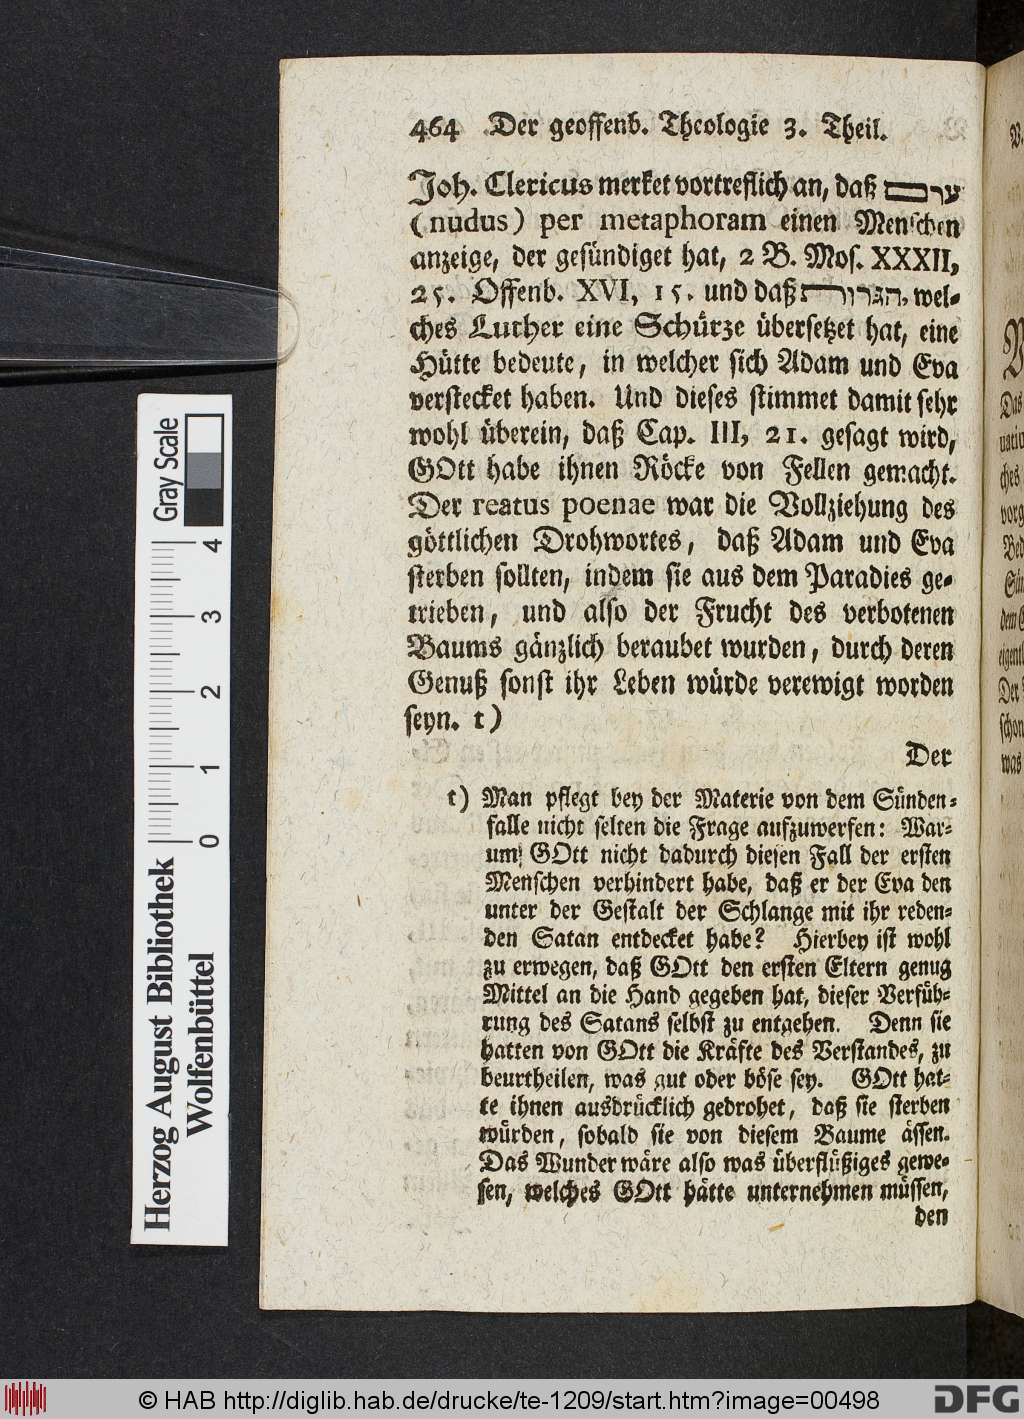 464 Der geoffenb. Theologie 3. Theil.
Joh. Clericus merket vortreflich an, daß ערם
(nudus) per metaphoram einen Menschen
anzeige, der gesündiget hat, 2 B. Mos. XXXII,
25. Offenb. XVI, 15. und daß הגרות, wel-
ches Luther eine Schürze übersetzet hat, eine
Hütte bedeute, in welcher sich Adam und Eva
verstecket haben. Und dieses stimmet damit sehr
wohl überein, daß Cap. III, 21. gesagt wird,
GOtt habe ihnen Röcke von Fellen gemacht.
Der reatus poenae war die Vollziehung des
göttlichen Drohwortes, daß Adam und Eva
sterben sollten, indem sie aus dem Paradies ge-
trieben, und also der Frucht des verbotenen
Baums gänzlich beraubet wurden, durch deren
Genuß sonst ihr Leben würde verewigt worden
seyn. t)
Der
t) Man pflegt bey der Materie von dem Sünden-
falle nicht selten die Frage aufzuwerfen: War-
um GOtt nicht dadurch diesen Fall der ersten
Menschen verhindert habe, daß er der Eva den
unter der Gestalt der Schlange mit ihr reden-
den Satan entdecket habe? Hierbey ist wohl
zu erwegen, daß GOtt den ersten Eltern genug
Mittel an die Hand gegeben hat, dieser Verfüh-
rung des Satans selbst zu entgehen. Denn sie
hatten von GOtt die Kräfte des Verstandes, zu
beurtheilen, was gut oder böse sey. GOtt hat-
te ihnen ausdrücklich gedrohet, daß sie sterben
würden, sobald sie von diesem Baume ässen.
Das Wunder wäre also was überflüßiges gewe-
sen, welches GOtt hätte unternehmen müssen,
den
Herzog August Bibliothek
Wolfenbüttel
0 1 2 3 4
Gray Scale
© HAB http://diglib.hab.de/drucke/te-1209/start.htm?image=00498
DFG